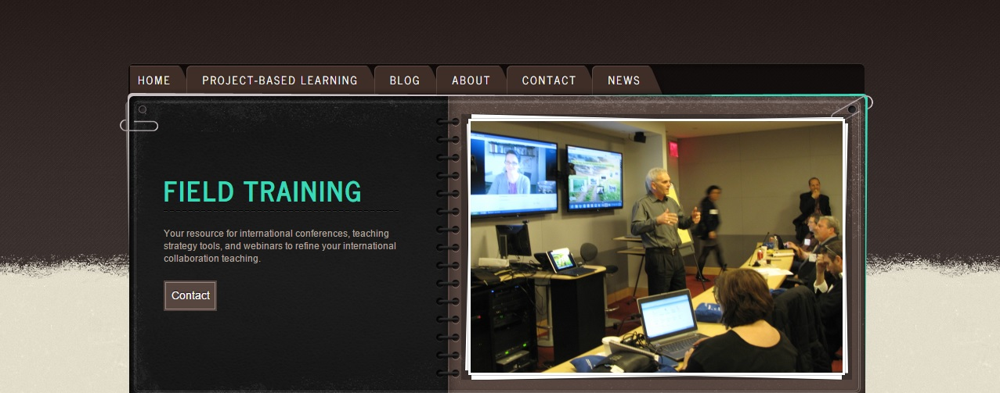 HOME PROJECT-BASED LEARNING BLOG ABOUT CONTACT NEWS
FIELD TRAINING
Your resource for international conferences, teaching
strategy tools, and webinars to refine your international
collaboration teaching.
Contact